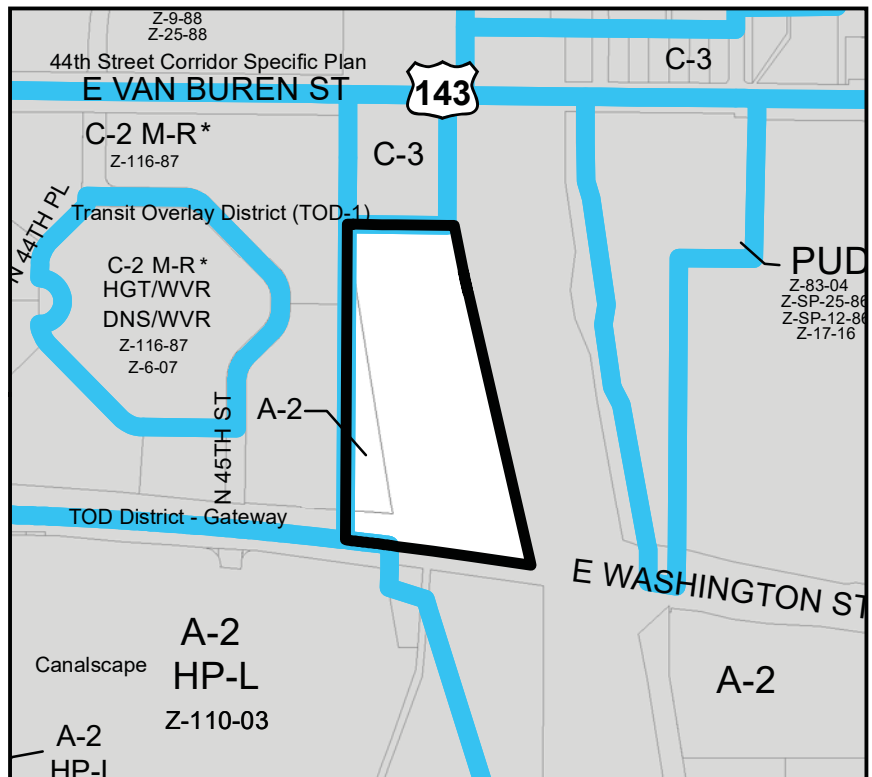 Z-9-88
Z-25-88
44th Street Corridor Specific Plan
C-3
E VAN BUREN ST
143
C-2 M-R*
Z-116-87
C-3
N 44TH PL
Transit Overlay District (TOD-1)
C-2 M-R*
HGT/WVR
DNS/WVR
Z-116-87
Z-6-07
PUD
Z-83-04
Z-SP-25-86
Z-SP-12-86
Z-17-16
A-2
N 45TH ST
TOD District - Gateway
E WASHINGTON ST
A-2
HP-L
Z-110-03
Canalscape
A-2
A-2
HP-L